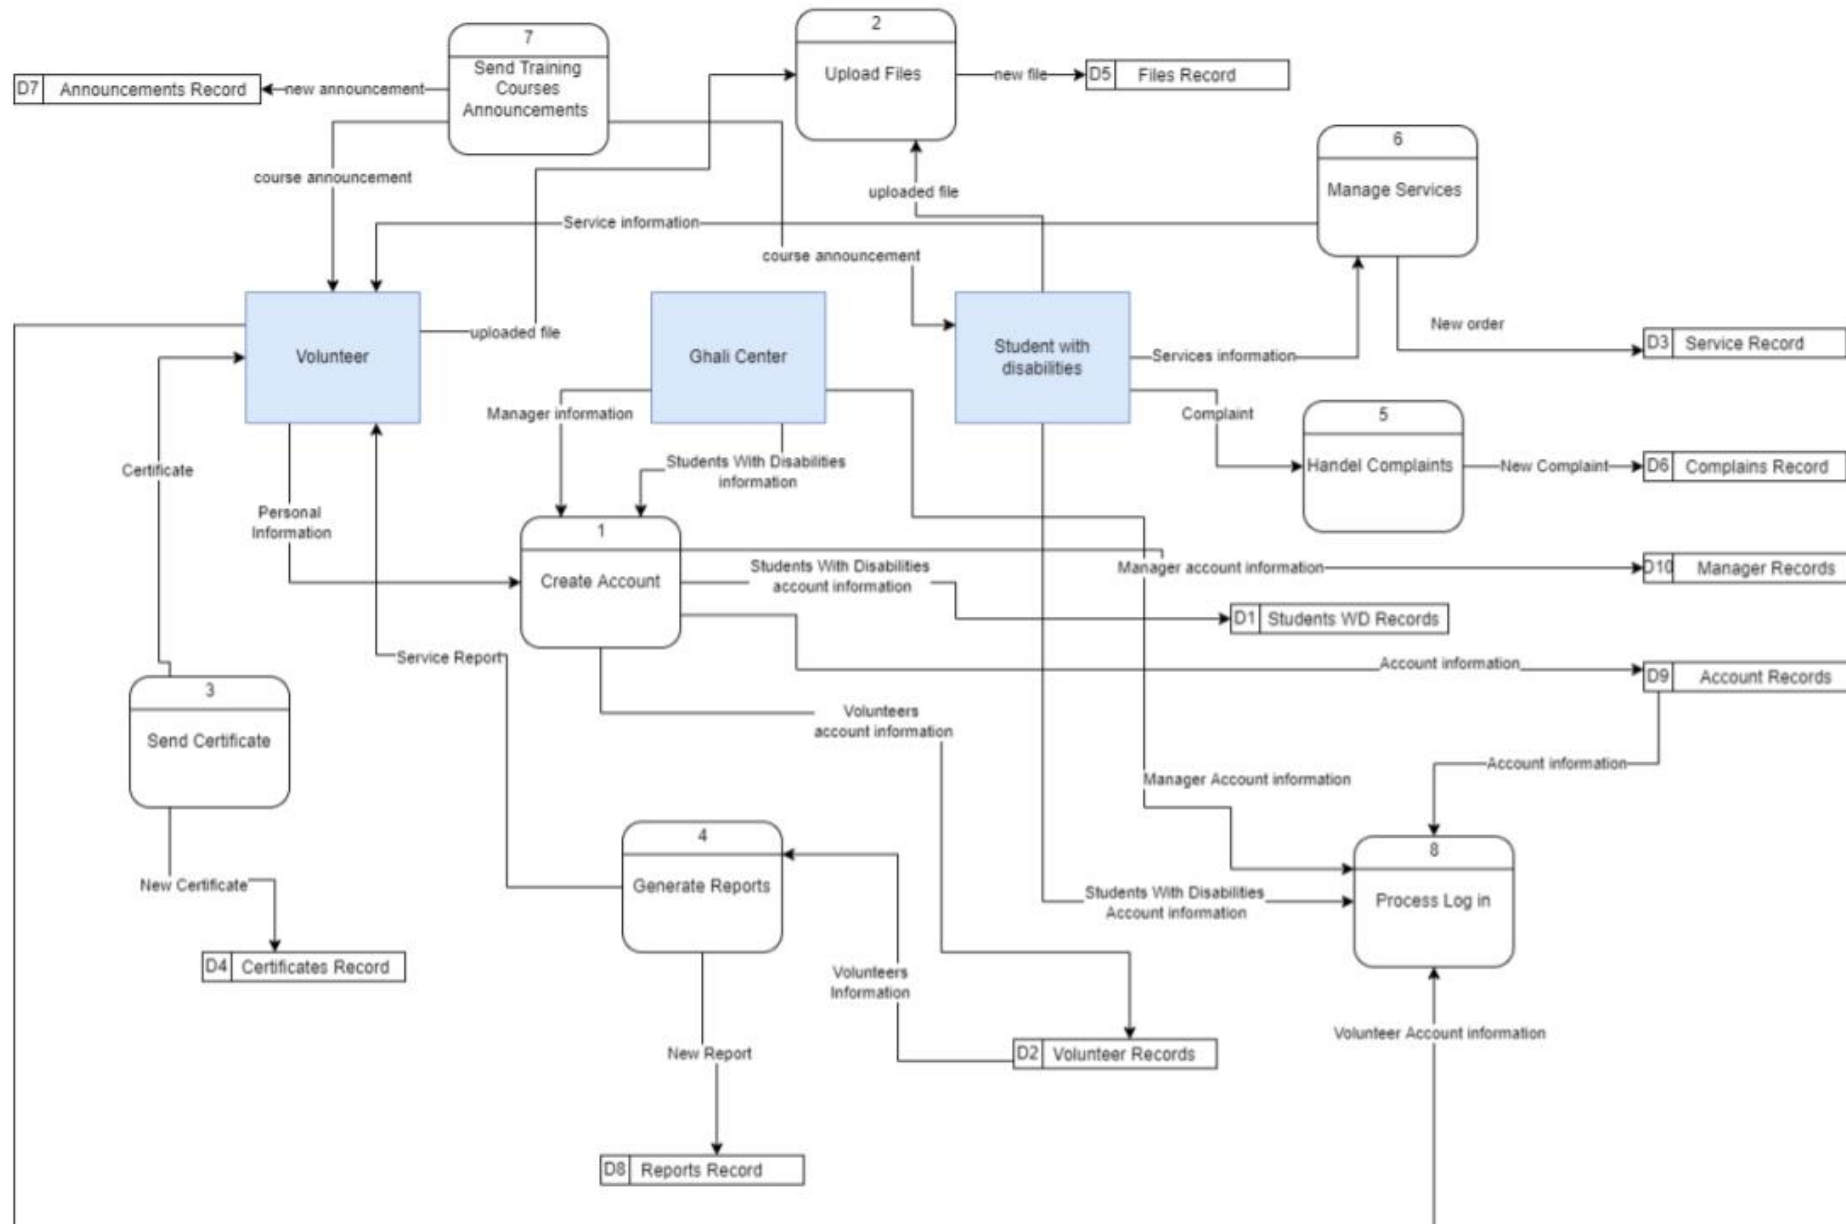 7
Send Training
Courses
Announcements
2
Upload Files
D7 Announcements Record
new announcement
new file
D5 Files Record
6
Manage Services
course announcement
uploaded file
Service information
course announcement
Volunteer
uploaded file
Ghali Center
Student with
disabilities
Services information
New order
D3 Service Record
Manager information
Complaint
5
Handel Complaints
New Complaint
D6 Complains Record
Certificate
Students With Disabilities
information
Personal
Information
1
Create Account
Students With Disabilities
account information
Manager account information
D10 Manager Records
D1 Students WD Records
Service Report
Account information
D9 Account Records
3
Send Certificate
Volunteers
account information
Manager Account information
Account information
4
Generate Reports
8
Process Log in
New Certificate
Students With Disabilities
Account information
D4 Certificates Record
Volunteers
Information
Volunteer Account information
New Report
D2 Volunteer Records
D8 Reports Record